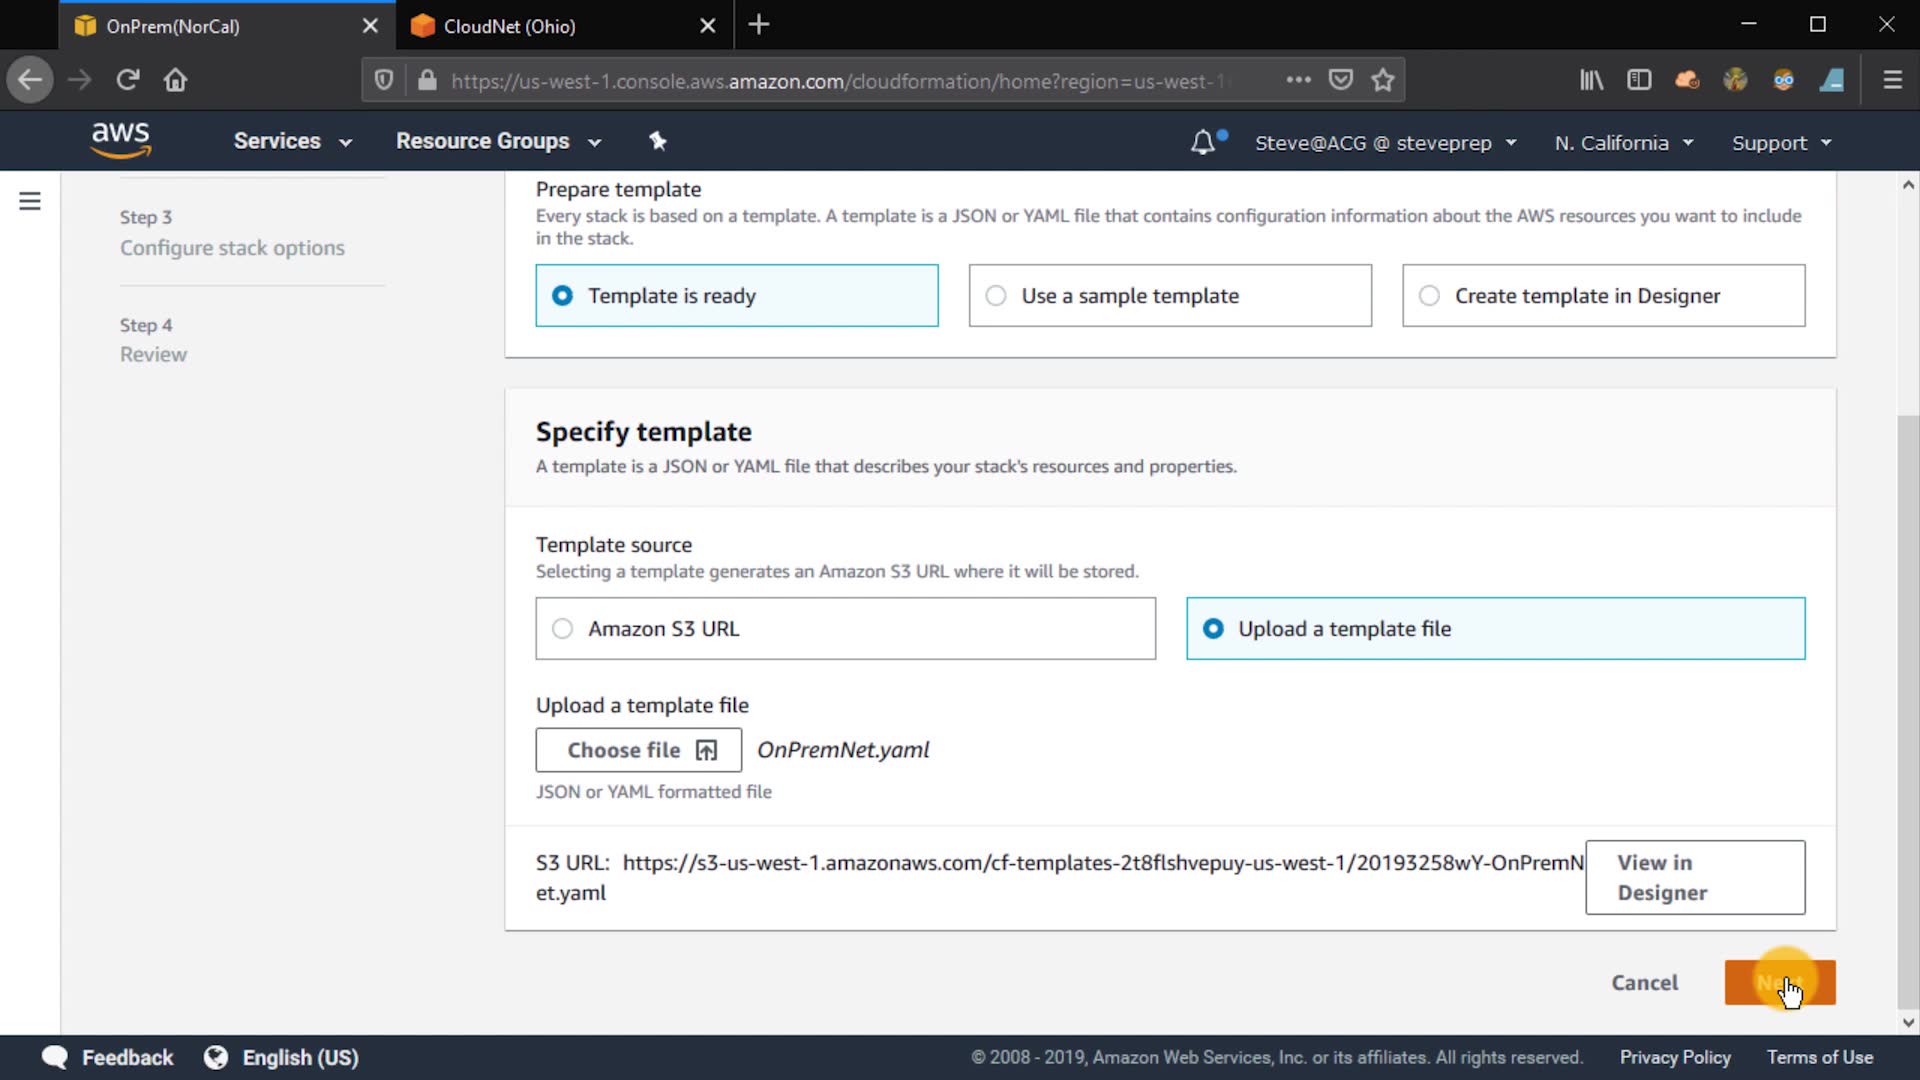 OnPrem(NorCal)
CloudNet (Ohio)
https://us-west-1.console.aws.amazon.com/cloudformation/home?region=us-west-1
aws
Services
Resource Groups
Steve@ACG @ steveprep
N. California
Support
Step 3
Configure stack options
Step 4
Review
Prepare template
Every stack is based on a template. A template is a JSON or YAML file that contains configuration information about the AWS resources you want to include
in the stack.
Template is ready
Use a sample template
Create template in Designer
Specify template
A template is a JSON or YAML file that describes your stack's resources and properties.
Template source
Selecting a template generates an Amazon S3 URL where it will be stored.
Amazon S3 URL
Upload a template file
Upload a template file
Choose file
OnPremNet.yaml
JSON or YAML formatted file
S3 URL: https://s3-us-west-1.amazonaws.com/cf-templates-2t8flshvepuy-us-west-1/20193258wY-OnPremN
et.yaml
View in
Designer
Cancel
Feedback
English (US)
© 2008 - 2019, Amazon Web Services, Inc. or its affiliates. All rights reserved.
Privacy Policy
Terms of Use